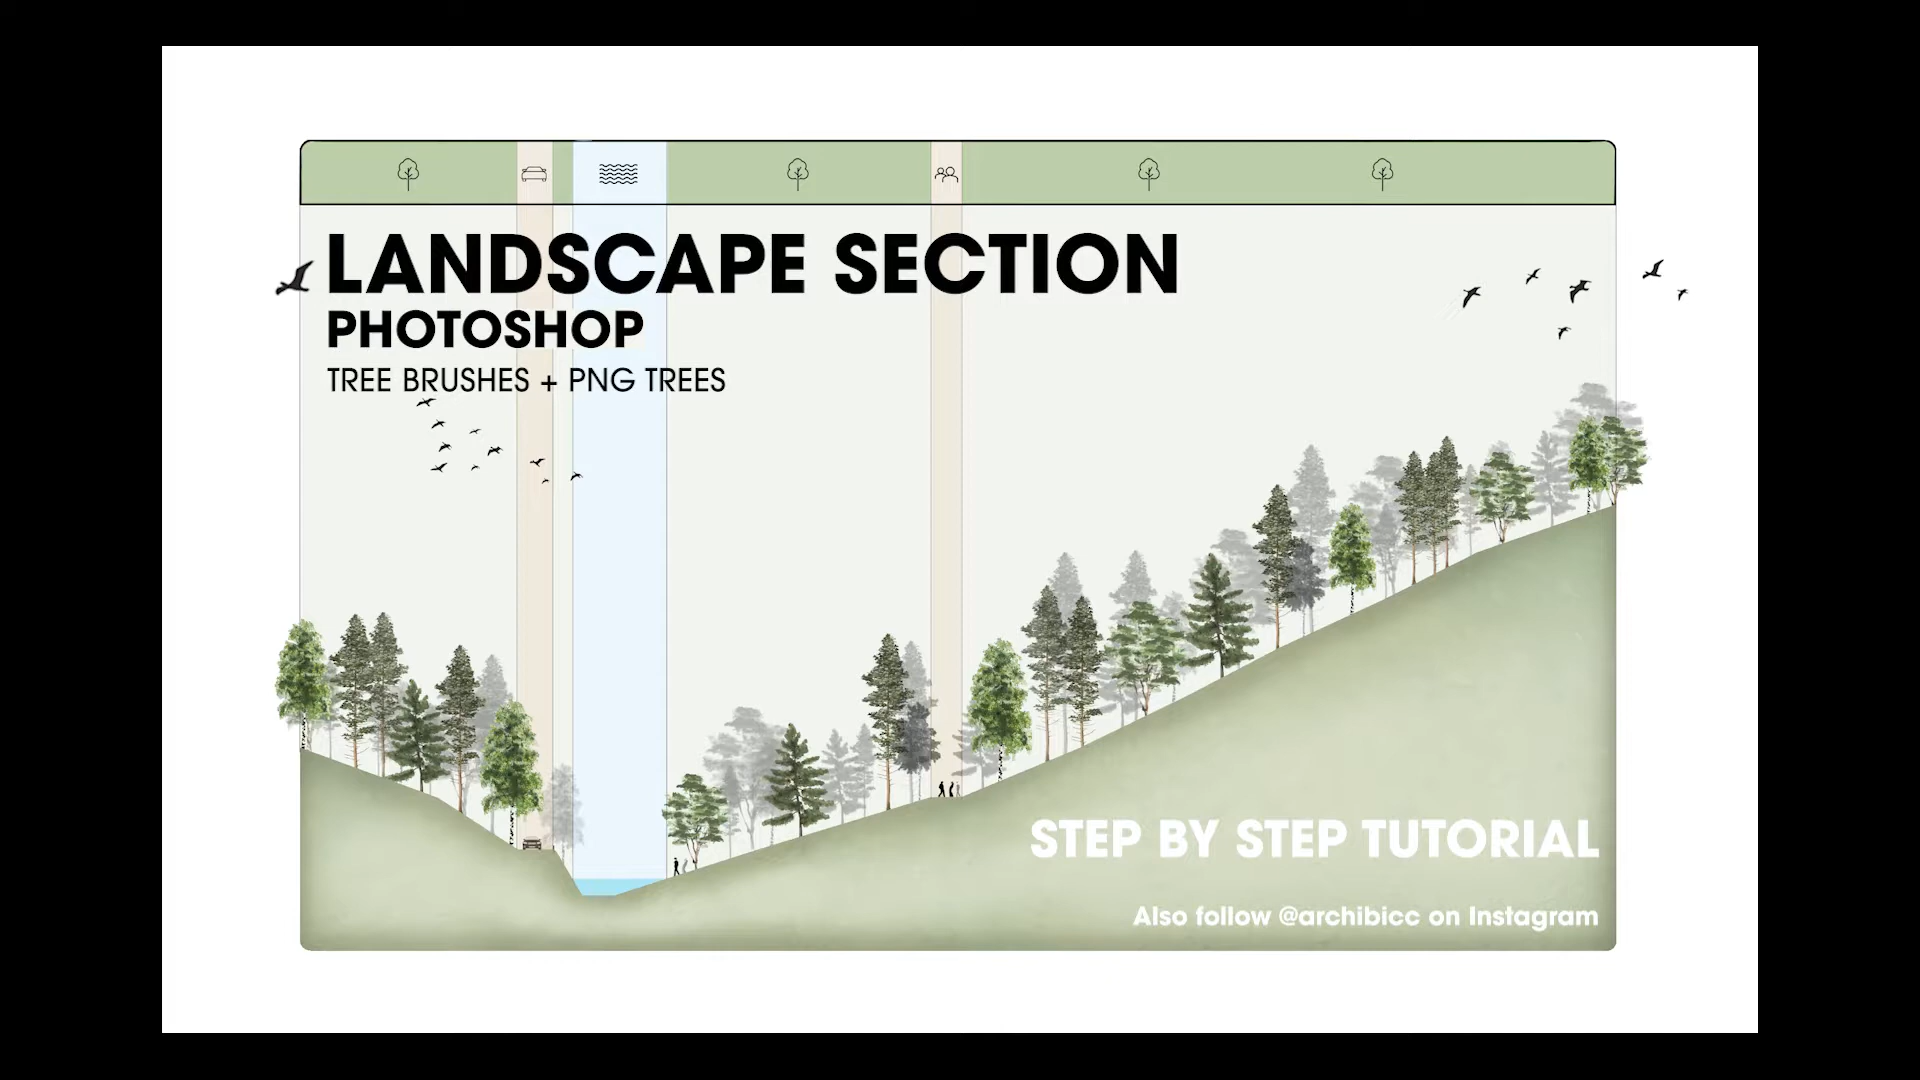 LANDSCAPE SECTION
PHOTOSHOP
TREE BRUSHES + PNG TREES
STEP BY STEP TUTORIAL
Also follow @archibicc on Instagram